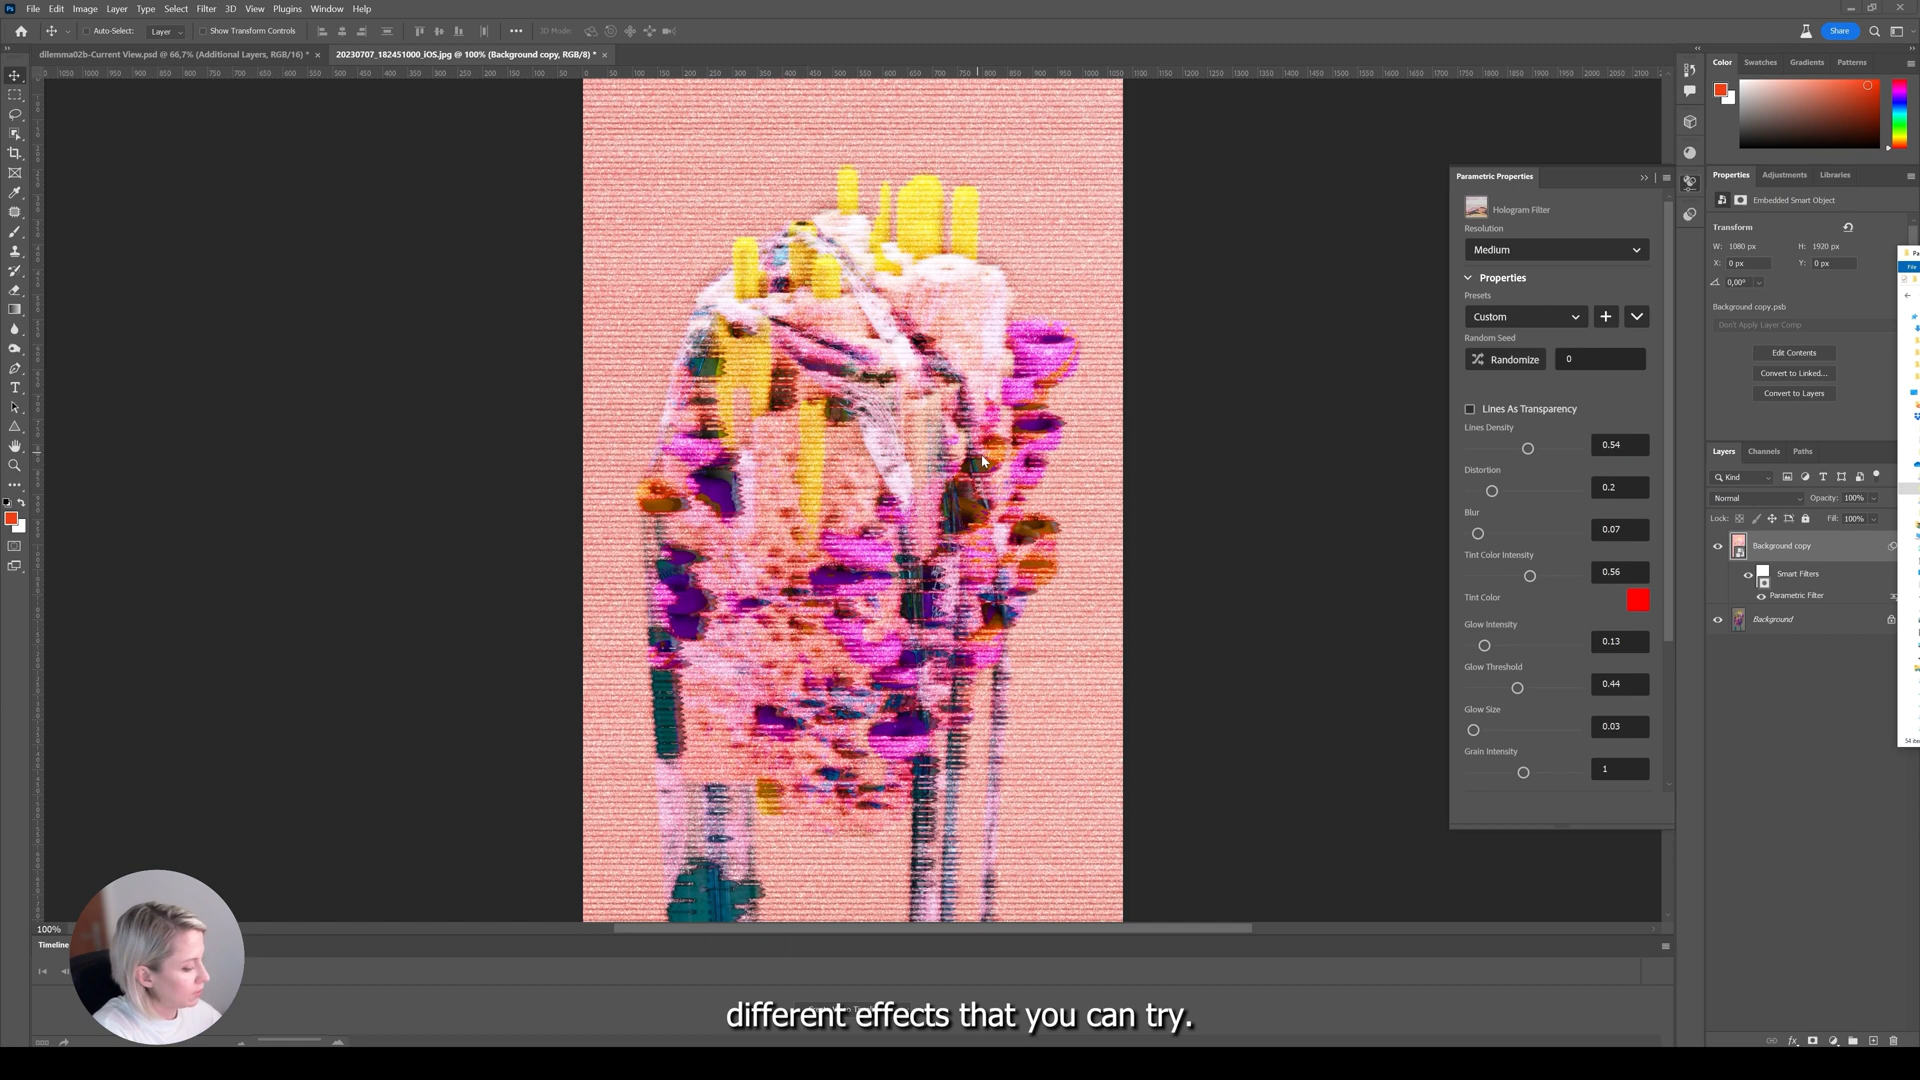 Ps File Edit Image Layer Type Select Filter 3D View Plugins Window Help
Auto-Select: Layer Show Transform Controls 3D Mode: Share
dilemma02b-Current View.psd @ 66,7% (Additional Layers, RGB/16) * × 20230707_182451000_iOS.jpg @ 100% (Background copy, RGB/8) * ×
Color Swatches Gradients Patterns
Parametric Properties
Hologram Filter
Resolution
Medium
Properties
Presets
Custom
Random Seed
Randomize 0
Lines As Transparency
Lines Density
0.54
Distortion
0.2
Blur
0.07
Tint Color Intensity
0.56
Tint Color
Glow Intensity
0.13
Glow Threshold
0.44
Glow Size
0.03
Grain Intensity
1
Properties Adjustments Libraries
Embedded Smart Object
Transform
W: 1080 px H: 1920 px
X: 0 px Y: 0 px
0,00°
Background copy.psb
Don't Apply Layer Comp
Edit Contents
Convert to Linked...
Convert to Layers
Layers Channels Paths
Kind
Normal Opacity: 100%
Lock: Fill: 100%
Background copy
Smart Filters
Parametric Filter
Background
File
100%
Timeline
different effects that you can try.